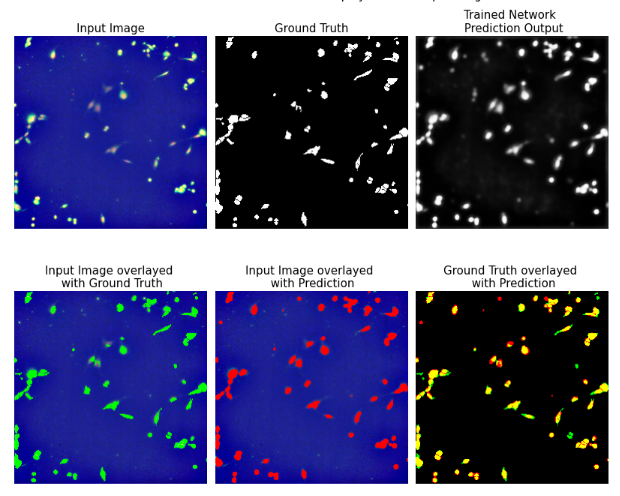 Input Image
Ground Truth
Trained Network
Prediction Output
Input Image overlayed
with Ground Truth
Input Image overlayed
with Prediction
Ground Truth overlayed
with Prediction